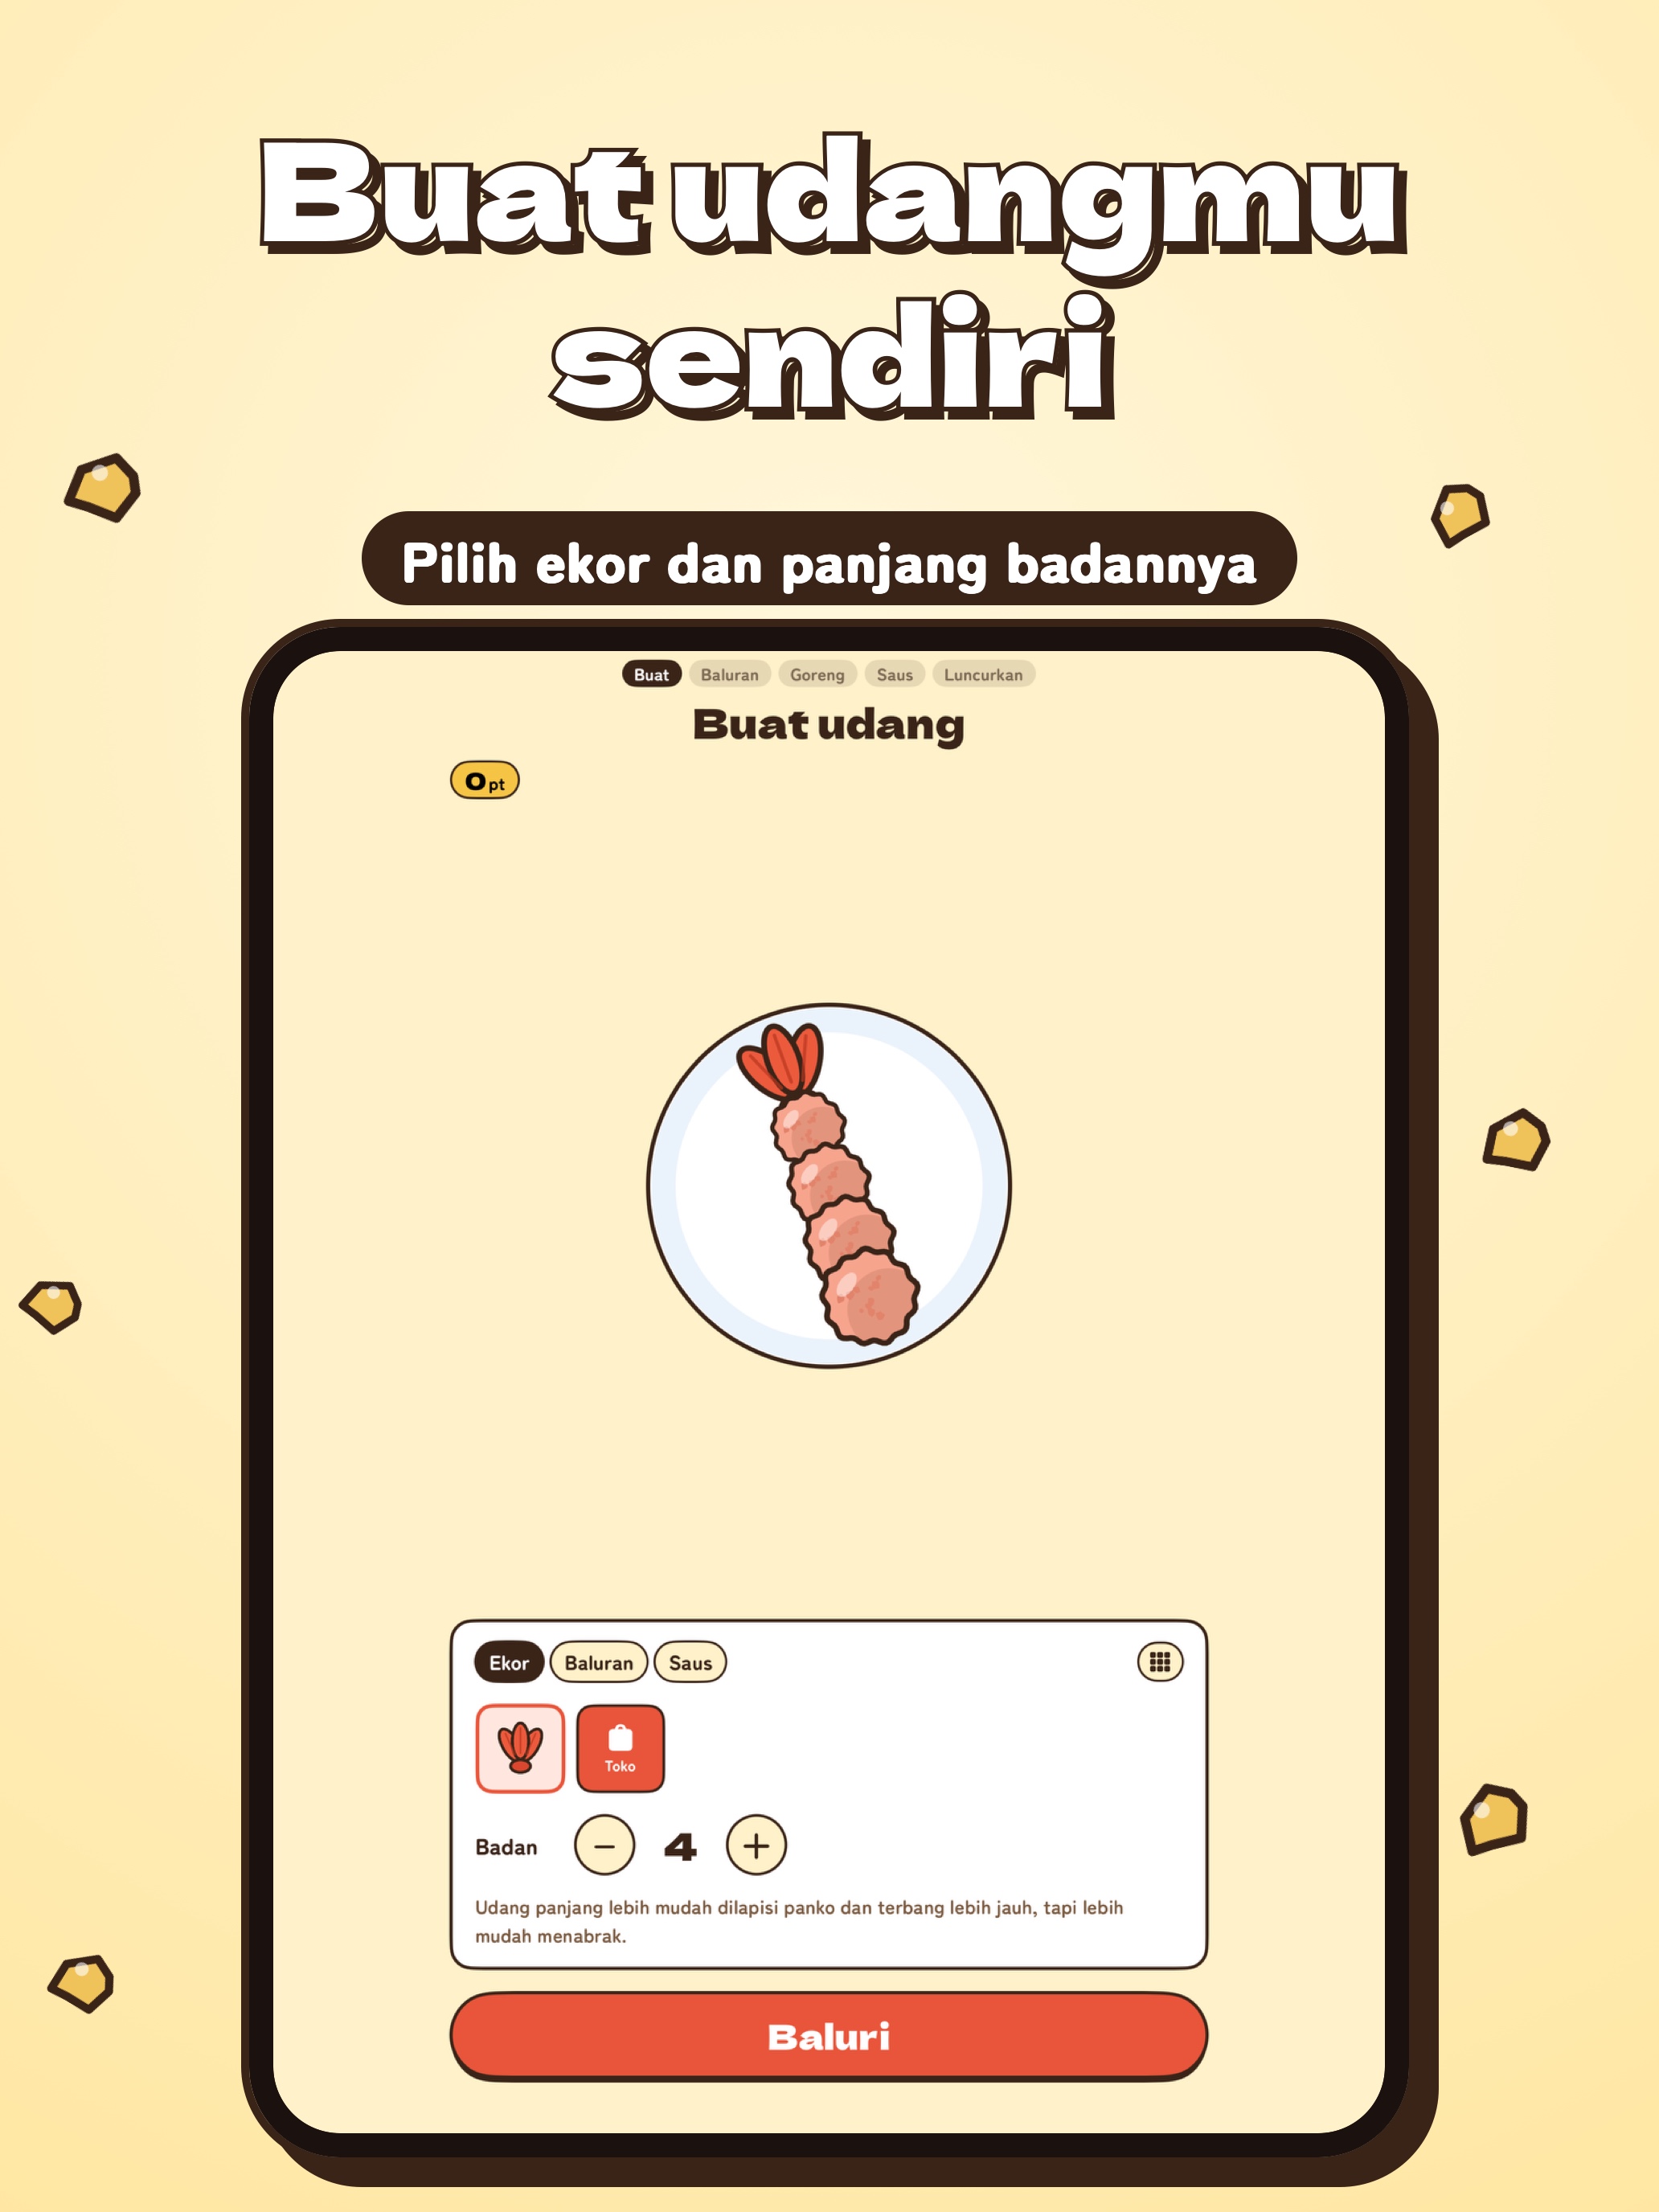 Buat udangmu
sendiri
Pilih ekor dan panjang badannya
Buat Baluran Goreng Saus Luncurkan
Buat udang
0pt
Ekor Baluran Saus
Toko
Badan − 4 +
Udang panjang lebih mudah dilapisi panko dan terbang lebih jauh, tapi lebih
mudah menabrak.
Baluri